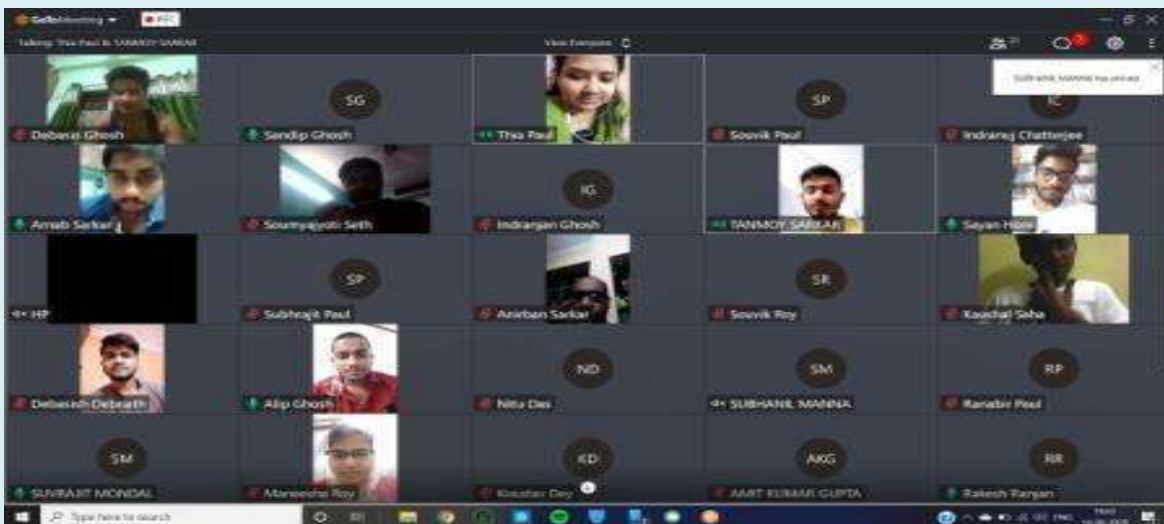 GoToMeeting
REC
Talking: Thia Paul & TANMOY SARKAR
View Everyone
SUBHANIL MANNA has joined
Debasis Ghosh
SG
Sandip Ghosh
Thia Paul
SP
Souvik Paul
IC
Indranuj Chatterjee
Arnab Sarkar
Soumyajyoti Seth
IG
Indranjan Ghosh
TANMOY SARKAR
Sayan Hore
HP
SP
Subhrajit Paul
Anirban Sarkar
SR
Souvik Roy
Kaushal Saha
Debasish Debnath
Alip Ghosh
ND
Nitu Das
SM
SUBHANIL MANNA
RP
Ranabir Paul
SM
SUVRAJIT MONDAL
Maneesha Roy
KD
Koustav Dey
AKG
AMIT KUMAR GUPTA
RR
Rakesh Ranjan
Type here to search
ENG